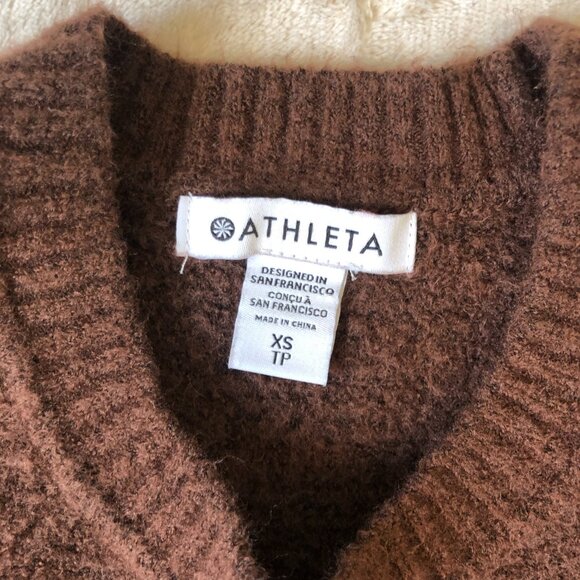 ATHLETA
DESIGNED IN
SAN FRANCISCO
CONÇU À
SAN FRANCISCO
MADE IN CHINA
XS
TP